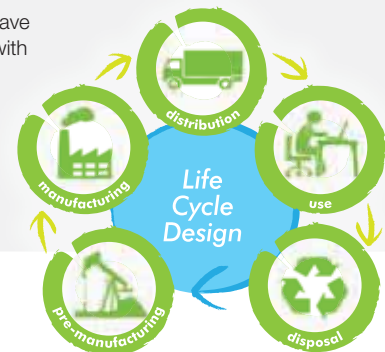 ave
with
distribution
manufacturing
use
Life
Cycle
Design
pre-manufacturing
disposal